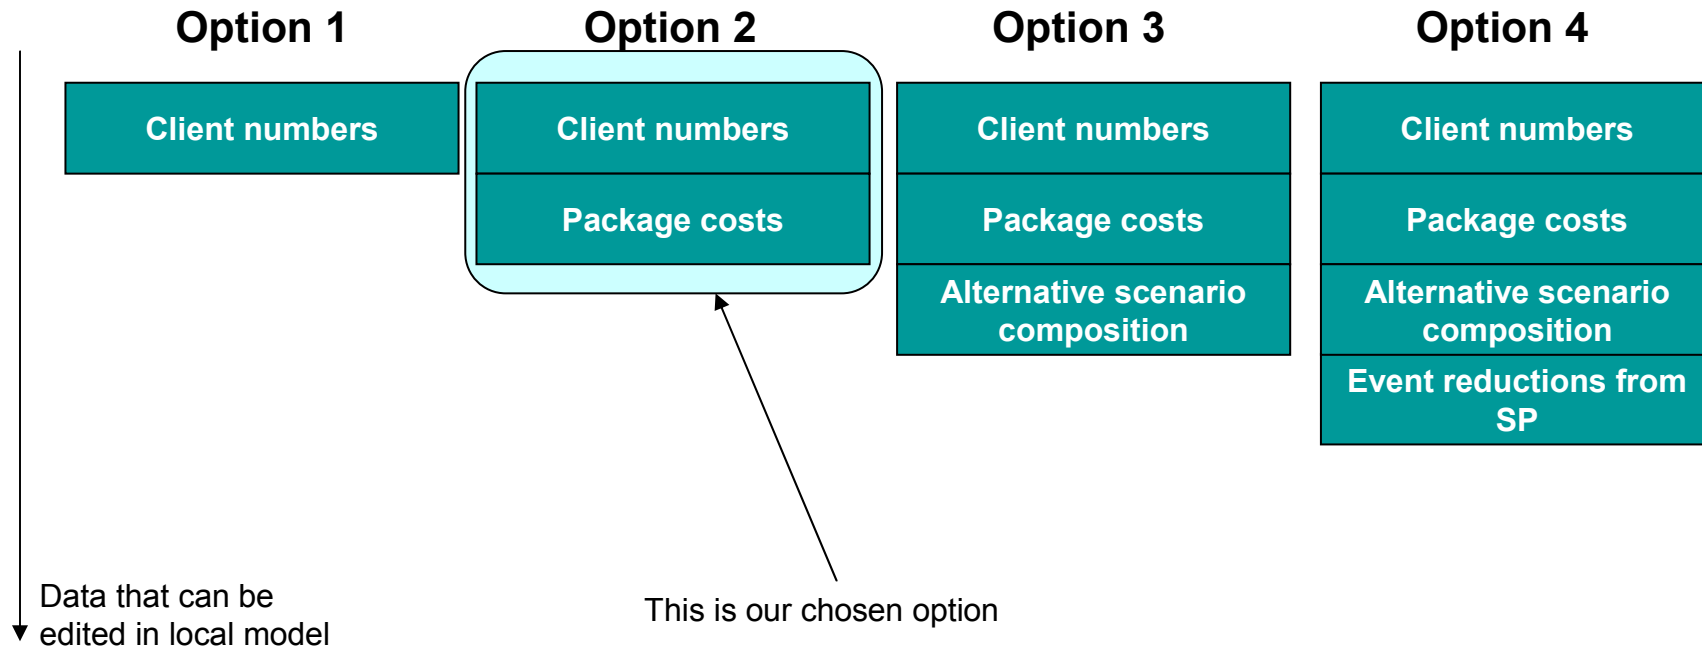 Option 1
Option 2
Option 3
Option 4
Client numbers
Client numbers
Client numbers
Client numbers
Package costs
Package costs
Package costs
Alternative scenario
composition
Alternative scenario
composition
Event reductions from
SP
Data that can be
edited in local model
This is our chosen option